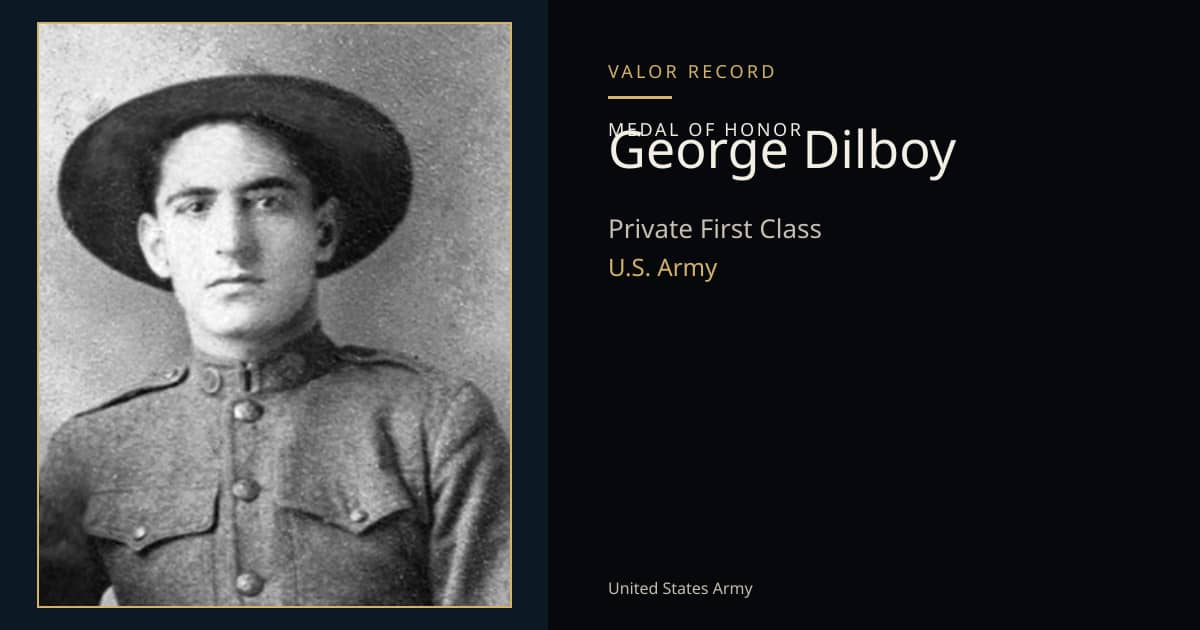 VALOR RECORD
MEDAL OF HONOR
George Dilboy
Private First Class
U.S. Army
United States Army